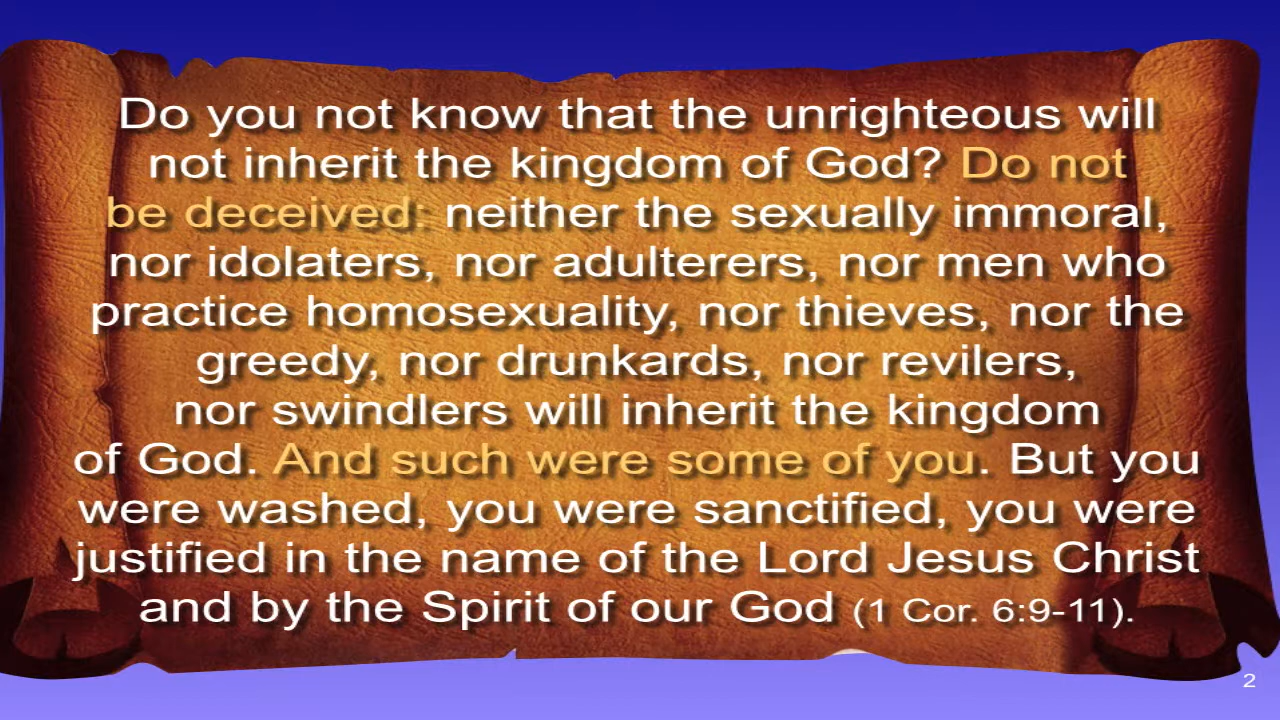 Do you not know that the unrighteous will
not inherit the kingdom of God? Do not
be deceived: neither the sexually immoral,
nor idolaters, nor adulterers, nor men who
practice homosexuality, nor thieves, nor the
greedy, nor drunkards, nor revilers,
nor swindlers will inherit the kingdom
of God. And such were some of you. But you
were washed, you were sanctified, you were
justified in the name of the Lord Jesus Christ
and by the Spirit of our God (1 Cor. 6:9-11).
2